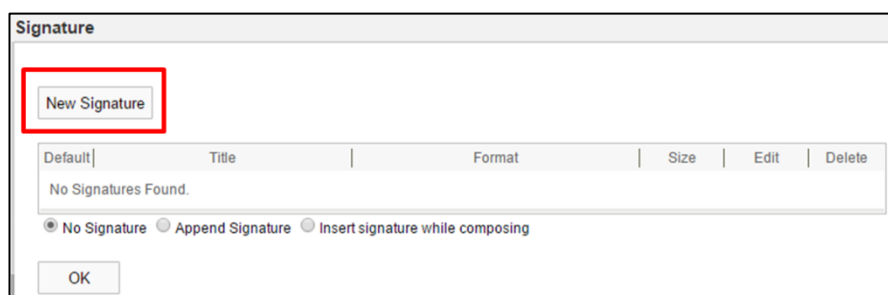 Signature
New Signature
Default Title Format Size Edit Delete
No Signatures Found.
No Signature Append Signature Insert signature while composing
OK